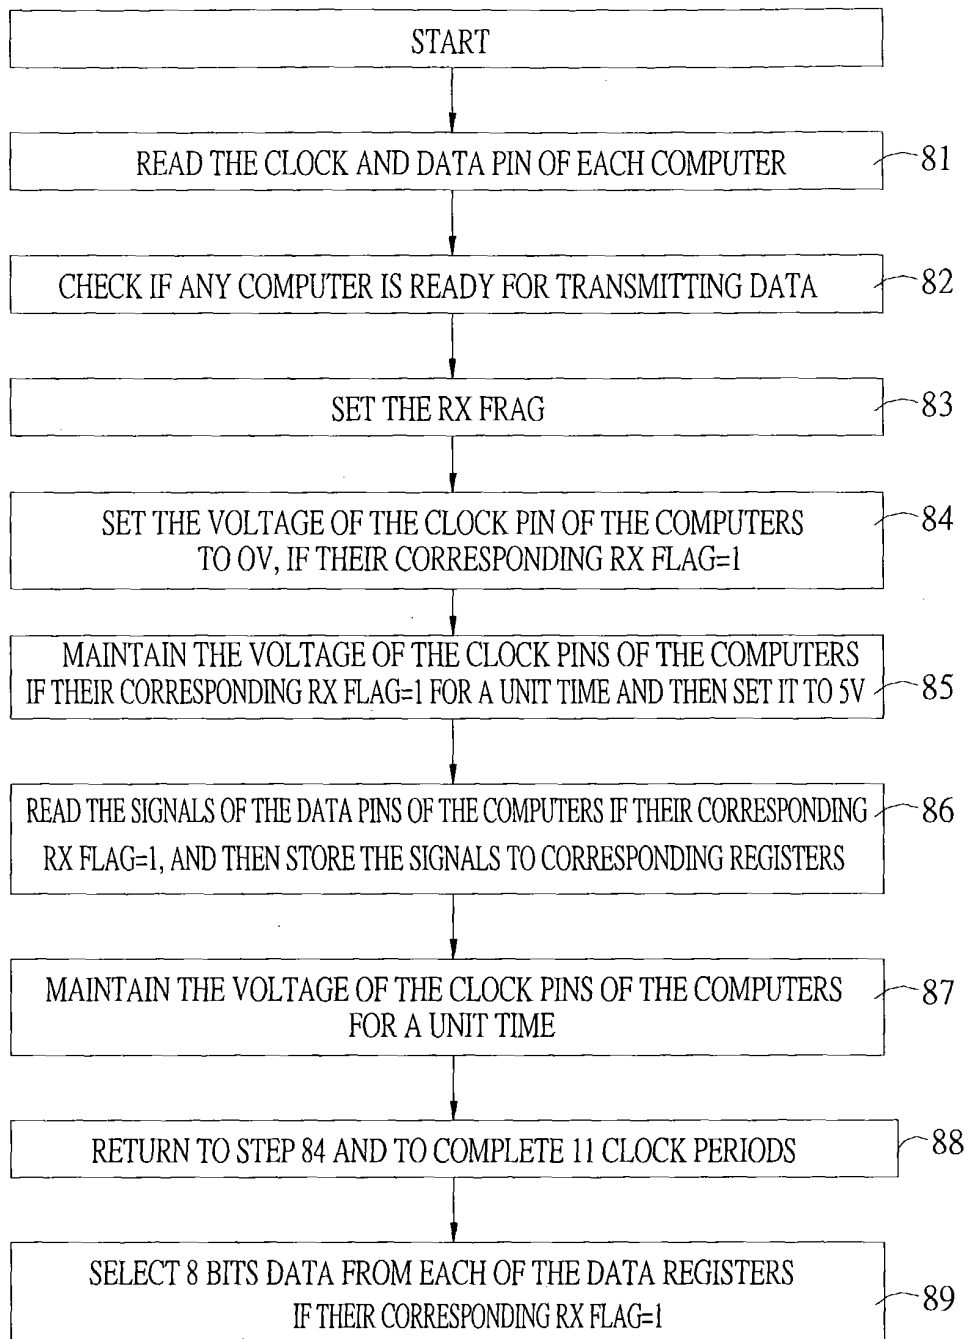 START
READ THE CLOCK AND DATA PIN OF EACH COMPUTER
81
CHECK IF ANY COMPUTER IS READY FOR TRANSMITTING DATA
82
SET THE RX FRAG
83
SET THE VOLTAGE OF THE CLOCK PIN OF THE COMPUTERS
TO OV, IF THEIR CORRESPONDING RX FLAG=1
84
MAINTAIN THE VOLTAGE OF THE CLOCK PINS OF THE COMPUTERS
IF THEIR CORRESPONDING RX FLAG=1 FOR A UNIT TIME AND THEN SET IT TO 5V
85
READ THE SIGNALS OF THE DATA PINS OF THE COMPUTERS IF THEIR CORRESPONDING
RX FLAG=1, AND THEN STORE THE SIGNALS TO CORRESPONDING REGISTERS
86
MAINTAIN THE VOLTAGE OF THE CLOCK PINS OF THE COMPUTERS
FOR A UNIT TIME
87
RETURN TO STEP 84 AND TO COMPLETE 11 CLOCK PERIODS
88
SELECT 8 BITS DATA FROM EACH OF THE DATA REGISTERS
IF THEIR CORRESPONDING RX FLAG=1
89